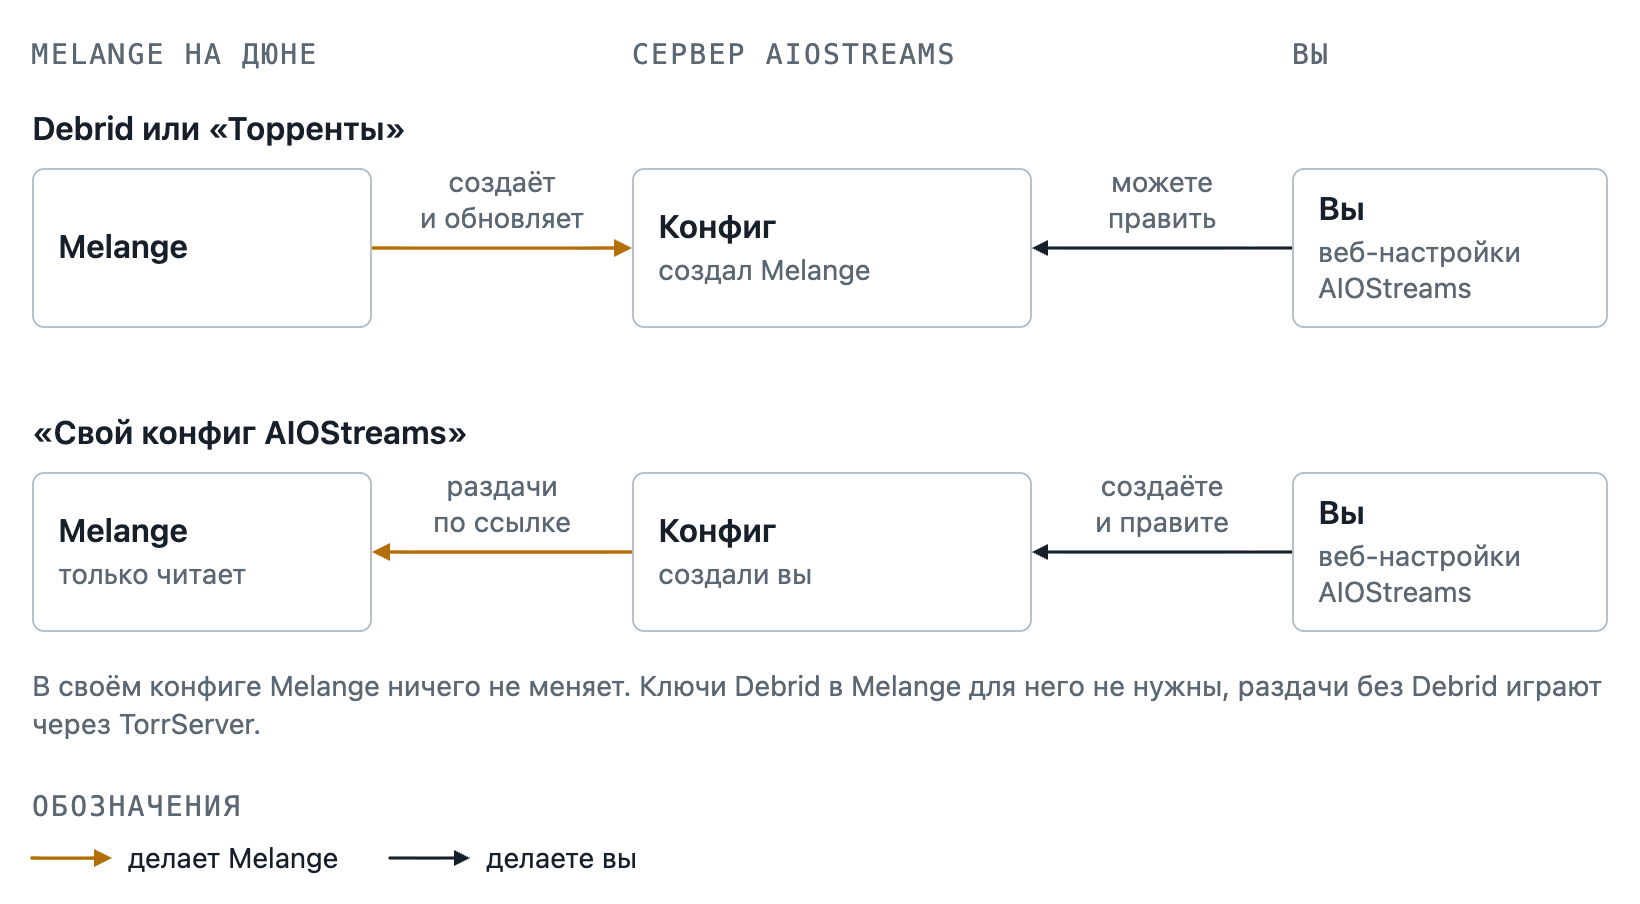 MELANGE НА ДЮНЕ
СЕРВЕР AIOSTREAMS
ВЫ
Debrid или «Торренты»
Melange
создаёт
и обновляет
Конфиг
создал Melange
можете
править
Вы
веб-настройки
AIOStreams
«Свой конфиг AIOStreams»
Melange
только читает
раздачи
по ссылке
Конфиг
создали вы
создаёте
и правите
Вы
веб-настройки
AIOStreams
В своём конфиге Melange ничего не меняет. Ключи Debrid в Melange для него не нужны, раздачи без Debrid играют
через TorrServer.
ОБОЗНАЧЕНИЯ
делает Melange
делаете вы